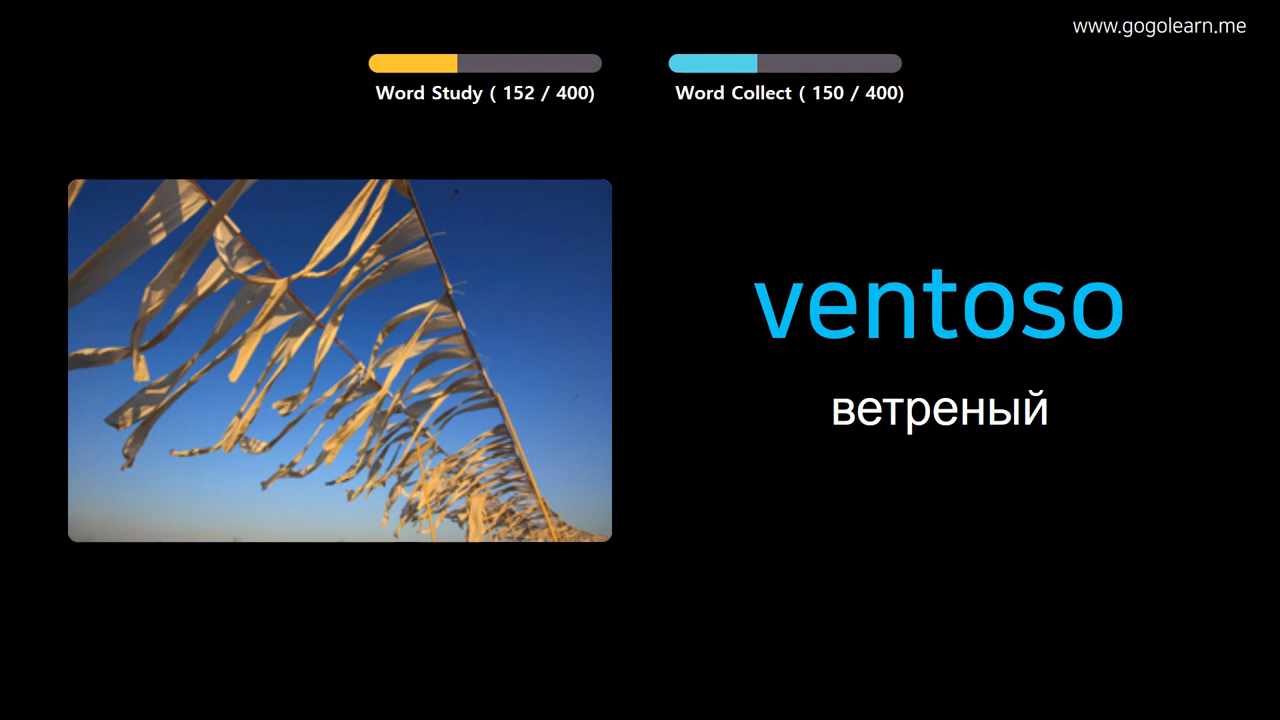 www.gogolearn.me
Word Study ( 152 / 400)
Word Collect ( 150 / 400)
ventoso
ветреный